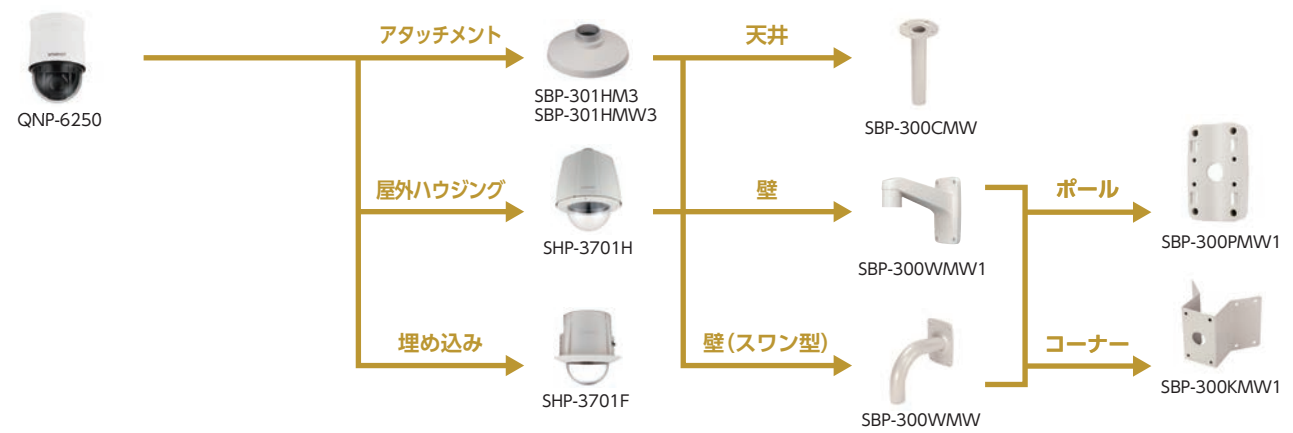 アタッチメント
天井
QNP-6250
SBP-301HM3
SBP-301HMW3
SBP-300CMW
屋外ハウジング
壁
ポール
SHP-3701H
SBP-300WMW1
SBP-300PMW1
埋め込み
壁(スワン型)
コーナー
SHP-3701F
SBP-300WMW
SBP-300KMW1